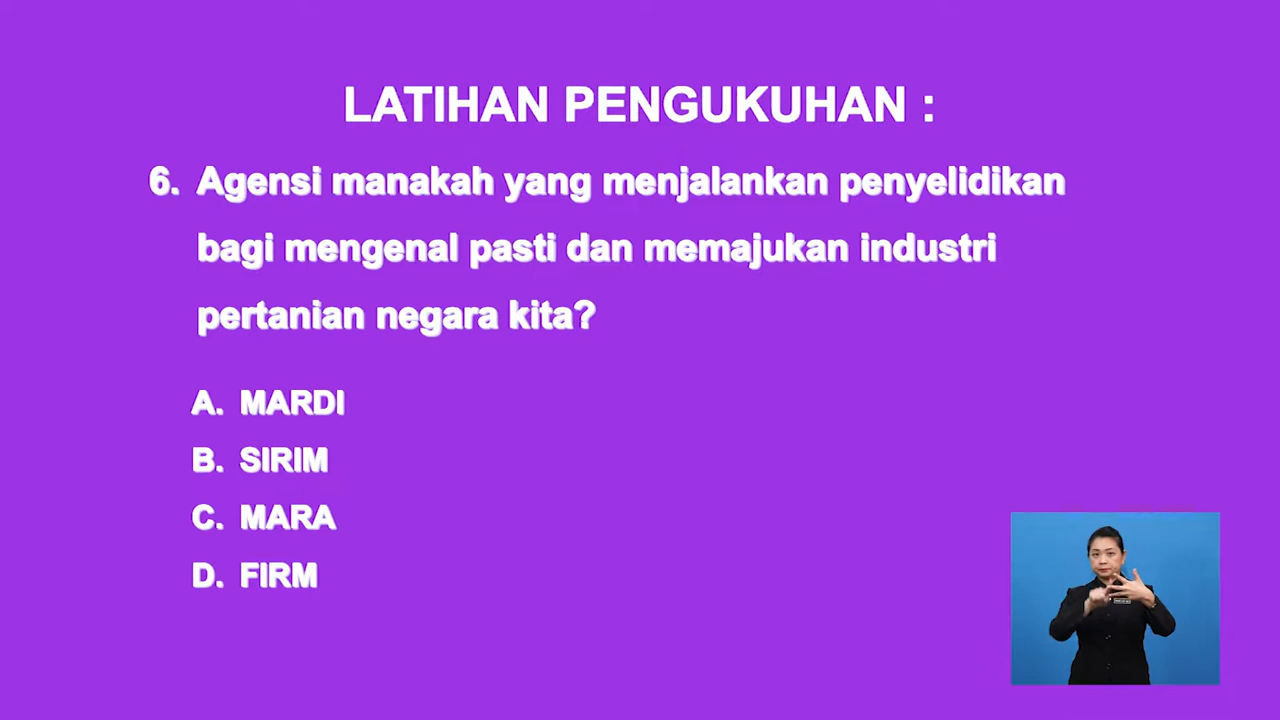 LATIHAN PENGUKUHAN :
6. Agensi manakah yang menjalankan penyelidikan
bagi mengenal pasti dan memajukan industri
pertanian negara kita?
A. MARDI
B. SIRIM
C. MARA
D. FIRM